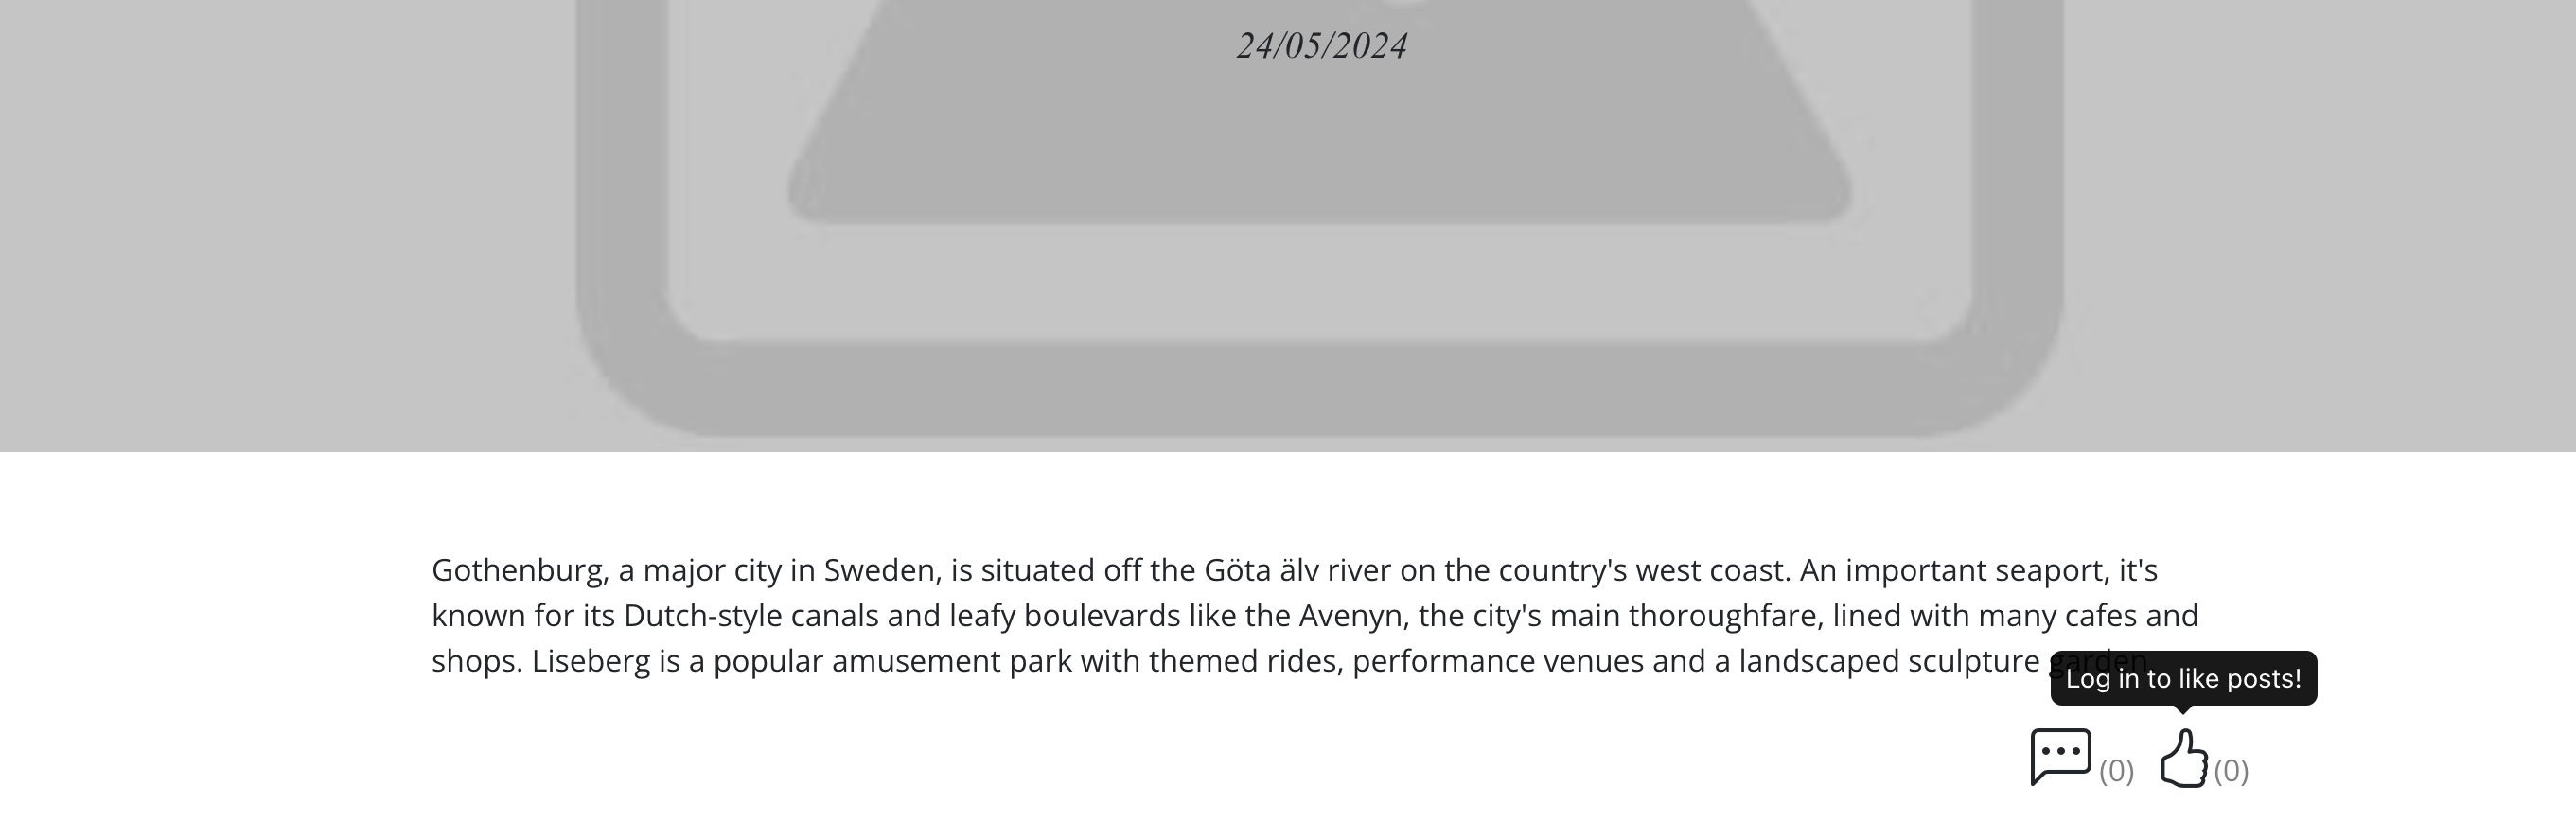 24/05/2024
Gothenburg, a major city in Sweden, is situated off the Göta älv river on the country's west coast. An important seaport, it's
known for its Dutch-style canals and leafy boulevards like the Avenyn, the city's main thoroughfare, lined with many cafes and
shops. Liseberg is a popular amusement park with themed rides, performance venues and a landscaped sculpture garden.
Log in to like posts!
(0) (0)